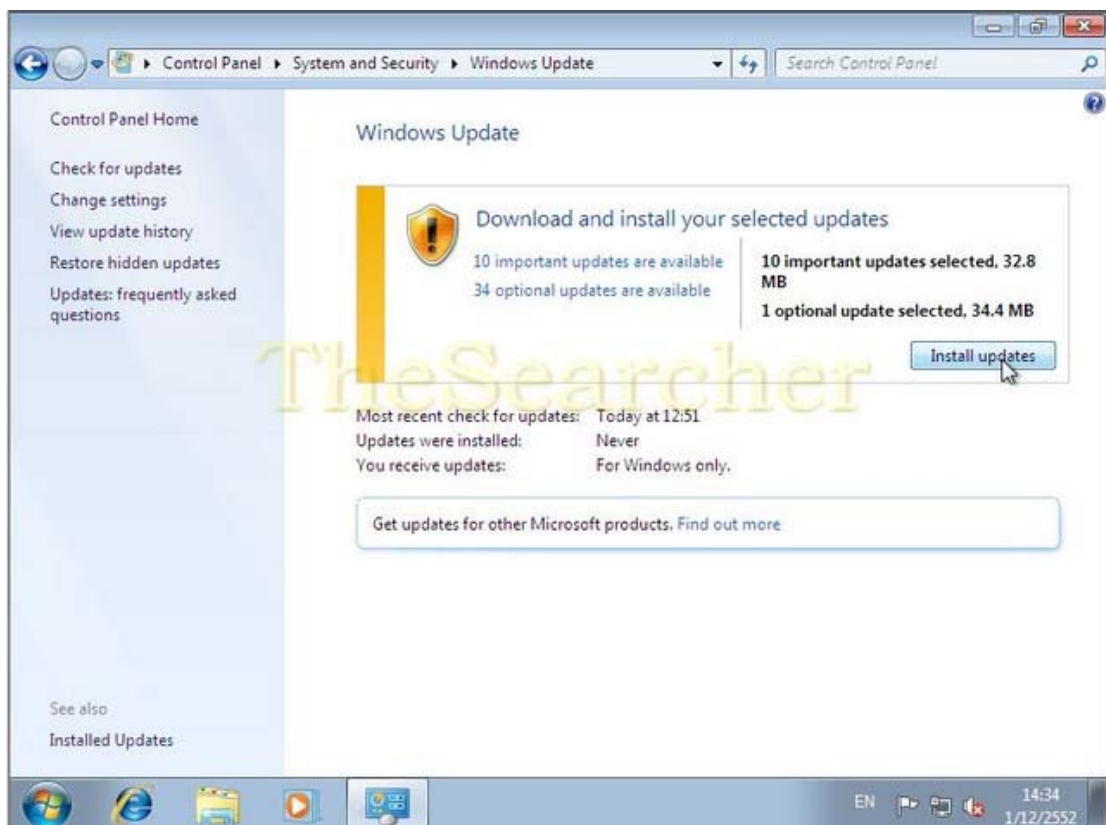 Control Panel ▸ System and Security ▸ Windows Update
Search Control Panel
Control Panel Home
Check for updates
Change settings
View update history
Restore hidden updates
Updates: frequently asked
questions
See also
Installed Updates
Windows Update
Download and install your selected updates
10 important updates are available
34 optional updates are available
10 important updates selected, 32.8
MB
1 optional update selected, 34.4 MB
Install updates
TheSearcher
Most recent check for updates: Today at 12:51
Updates were installed: Never
You receive updates: For Windows only.
Get updates for other Microsoft products. Find out more
EN
14:34
1/12/2552